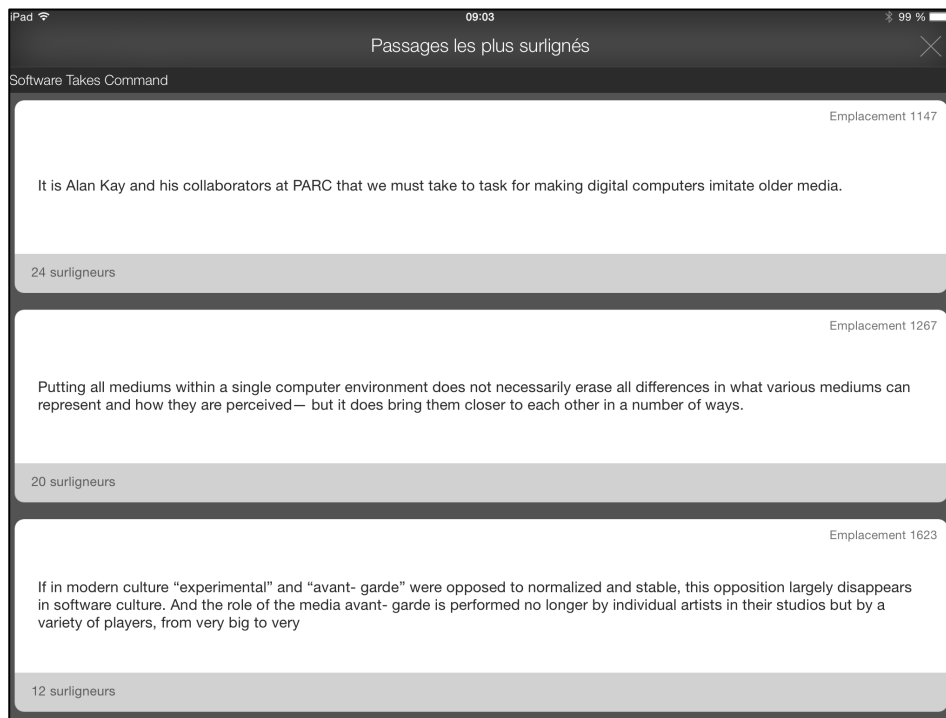 iPad 09:03 99 %
Passages les plus surlignés
Software Takes Command
Emplacement 1147
It is Alan Kay and his collaborators at PARC that we must take to task for making digital computers imitate older media.
24 surligneurs
Emplacement 1267
Putting all mediums within a single computer environment does not necessarily erase all differences in what various mediums can
represent and how they are perceived— but it does bring them closer to each other in a number of ways.
20 surligneurs
Emplacement 1623
If in modern culture “experimental” and “avant- garde” were opposed to normalized and stable, this opposition largely disappears
in software culture. And the role of the media avant- garde is performed no longer by individual artists in their studios but by a
variety of players, from very big to very
12 surligneurs